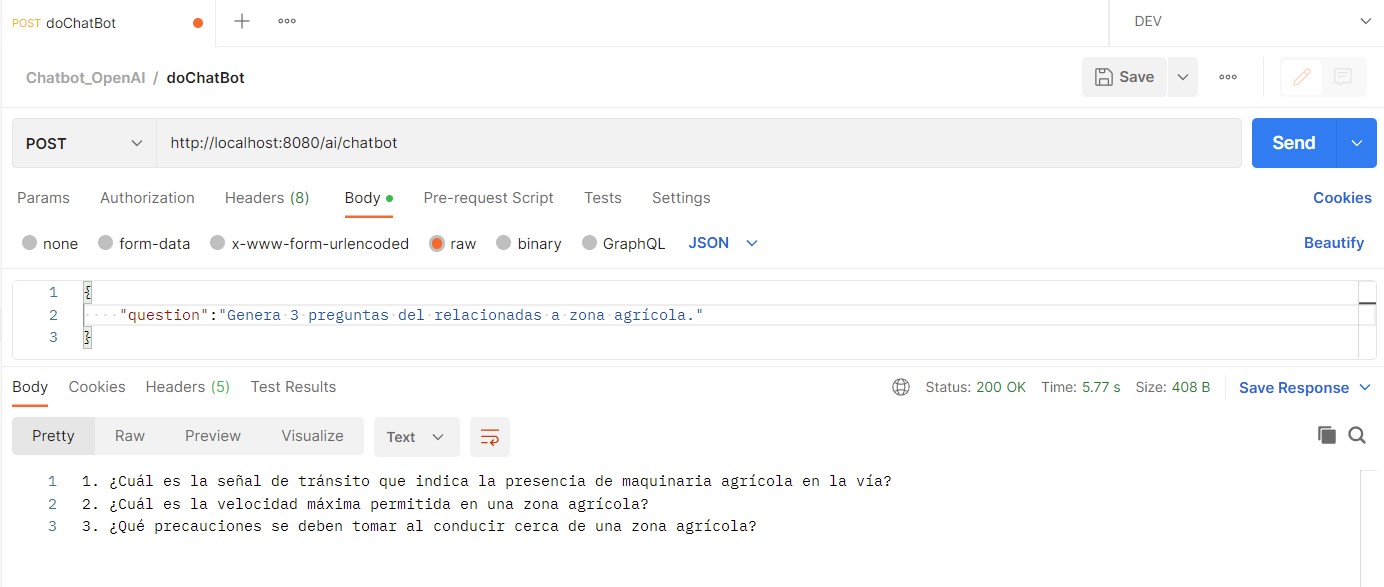 POST doChatBot
DEV
Chatbot_OpenAI / doChatBot
Save
POST
http://localhost:8080/ai/chatbot
Send
Params Authorization Headers (8) Body Pre-request Script Tests Settings Cookies
none form-data x-www-form-urlencoded raw binary GraphQL JSON Beautify
1 {
2 "question":"Genera 3 preguntas del relacionadas a zona agrícola."
3 }
Body Cookies Headers (5) Test Results Status: 200 OK Time: 5.77 s Size: 408 B Save Response
Pretty Raw Preview Visualize Text
1 1. ¿Cuál es la señal de tránsito que indica la presencia de maquinaria agrícola en la vía?
2 2. ¿Cuál es la velocidad máxima permitida en una zona agrícola?
3 3. ¿Qué precauciones se deben tomar al conducir cerca de una zona agrícola?